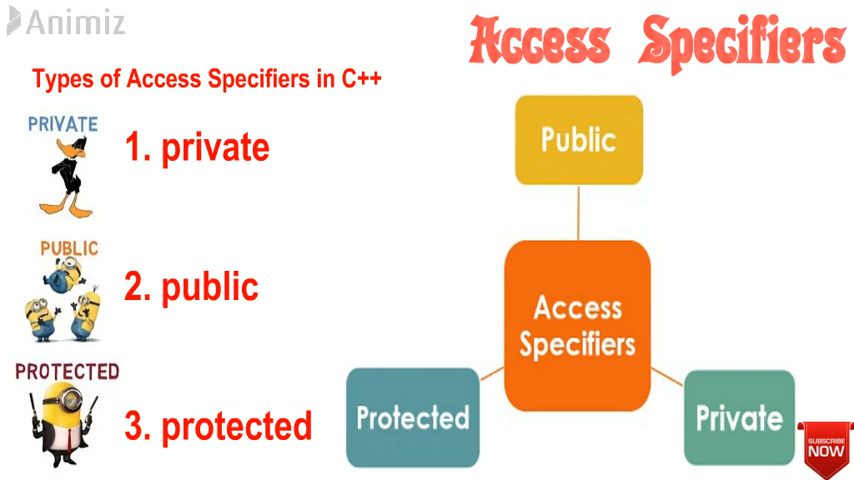 Animiz
Access Specifiers
Types of Access Specifiers in C++
PRIVATE
1. private
PUBLIC
2. public
PROTECTED
3. protected
Public
Access
Specifiers
Protected
Private
SUBSCRIBE
NOW